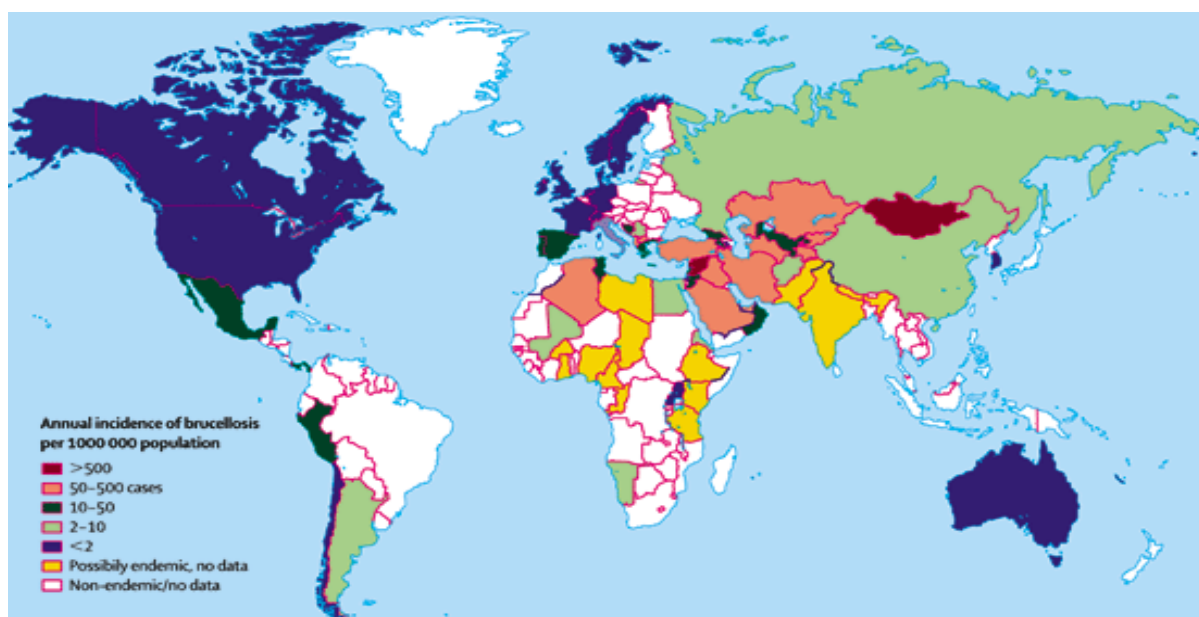 Annual incidence of brucellosis
per 1000 000 population
>500
50–500 cases
10–50
2–10
<2
Possibily endemic, no data
Non-endemic/no data